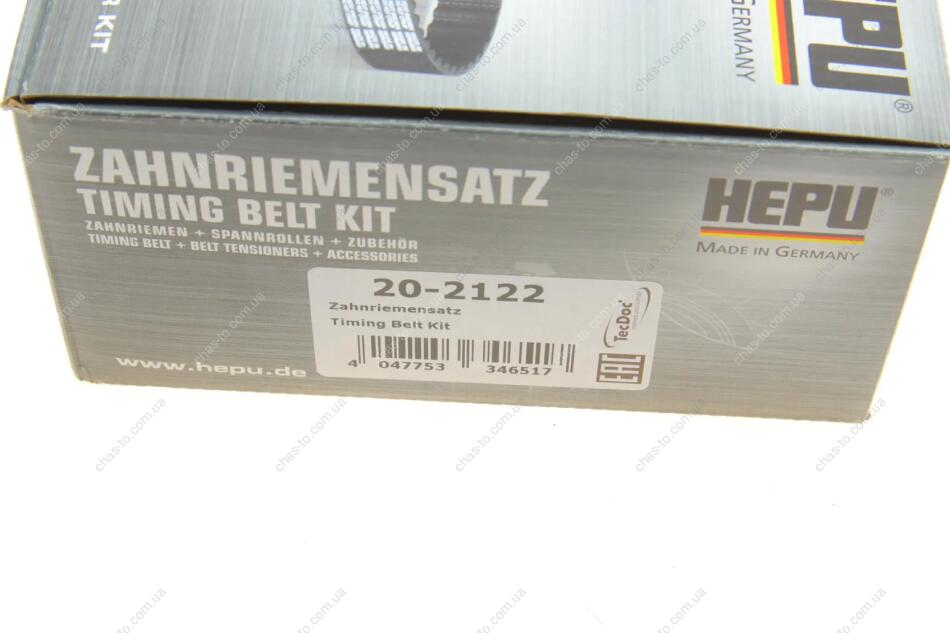 R KIT
GERMANY
HEPU®
ZAHNRIEMENSATZ
TIMING BELT KIT
ZAHNRIEMEN + SPANNROLLEN + ZUBEHÖR
TIMING BELT + BELT TENSIONERS + ACCESSORIES
HEPU®
MADE IN GERMANY
20-2122
Zahnriemensatz
Timing Belt Kit
TecDoc
4 047753 346517
EAC
www.hepu.de
chas-to.com.ua